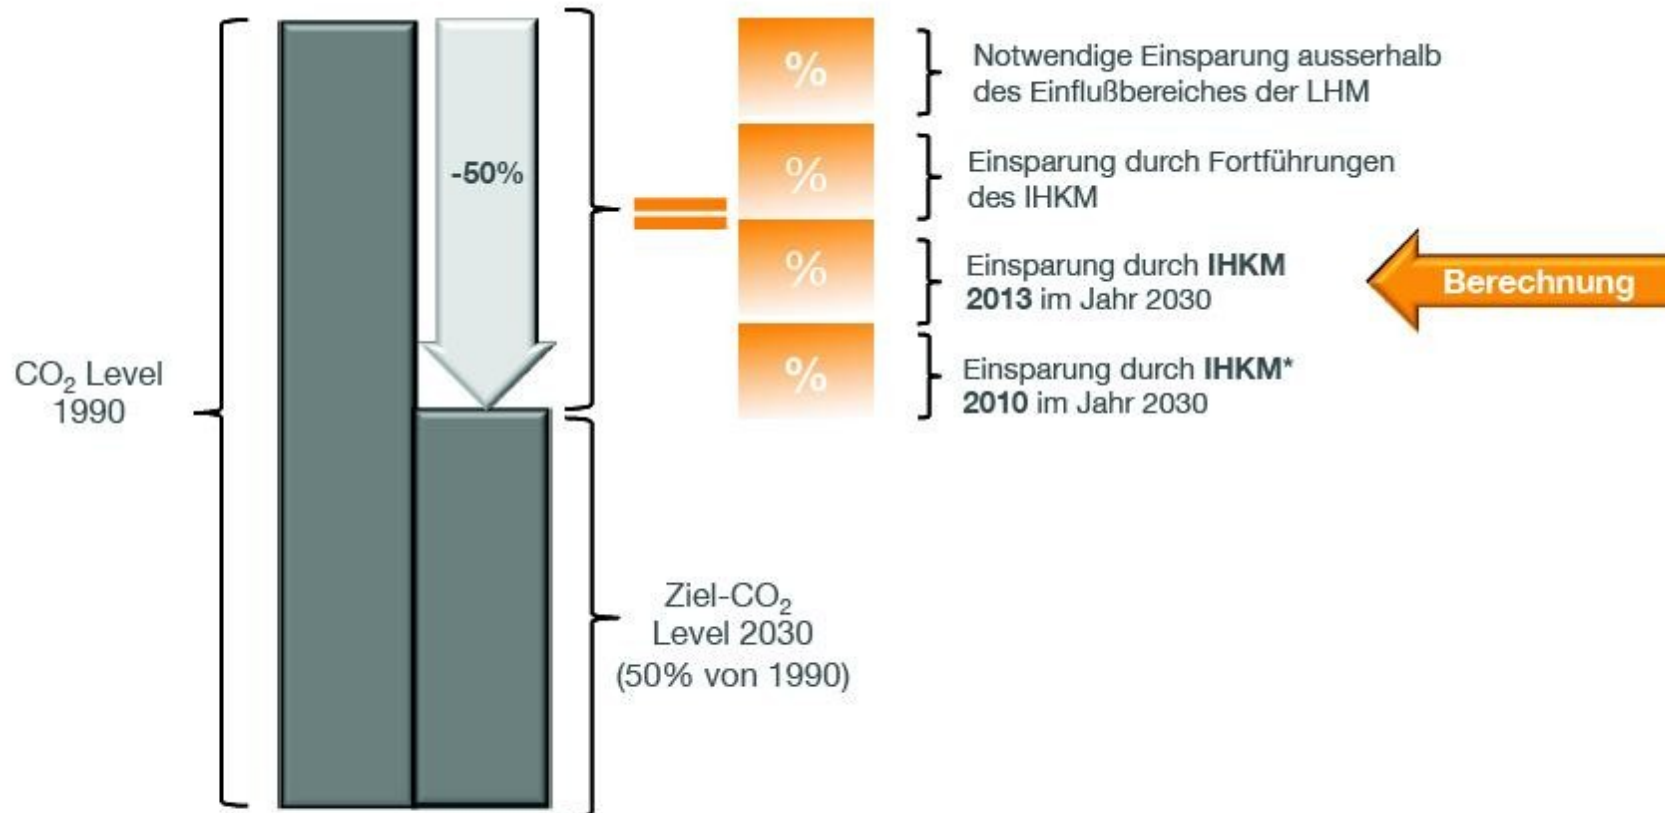 CO₂ Level
1990
-50%
Ziel-CO₂
Level 2030
(50% von 1990)
%
Notwendige Einsparung ausserhalb
des Einflußbereiches der LHM
%
Einsparung durch Fortführungen
des IHKM
%
Einsparung durch IHKM
2013 im Jahr 2030
Berechnung
%
Einsparung durch IHKM*
2010 im Jahr 2030